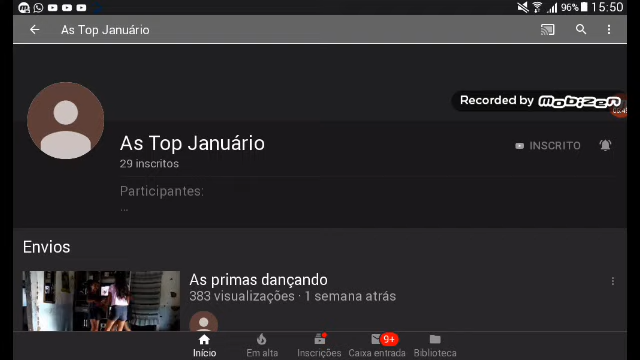 96% 15:50
As Top Januário
Recorded by MOBIZEN
As Top Januário
29 inscritos
INSCRITO
Participantes:
...
Envios
As primas dançando
383 visualizações · 1 semana atrás
9+
Início Em alta Inscrições Caixa entrada Biblioteca